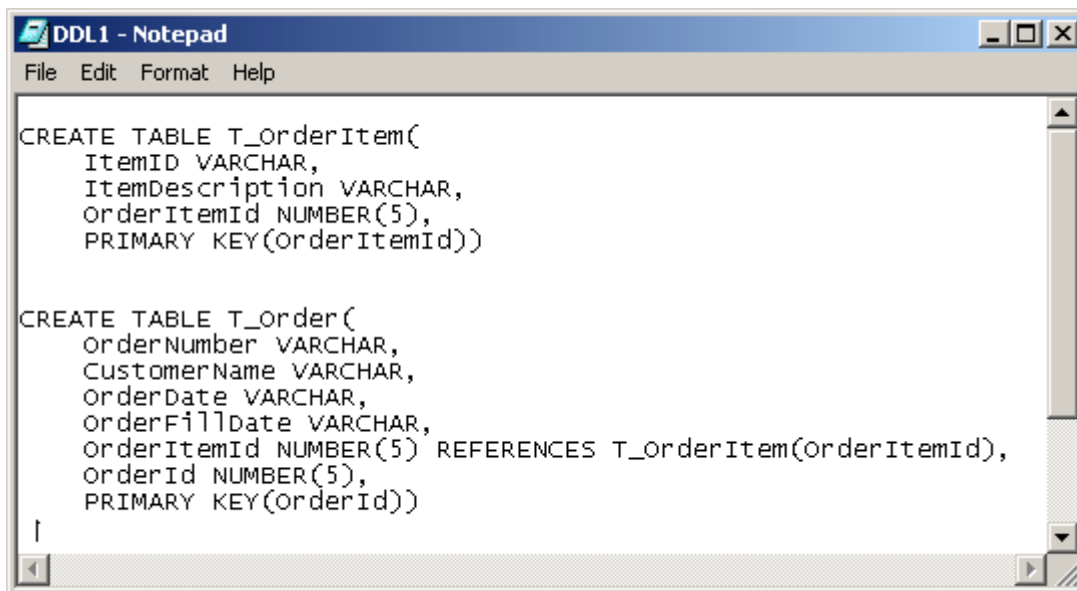 DDL1 - Notepad
File Edit Format Help
CREATE TABLE T_OrderItem(
ItemID VARCHAR,
ItemDescription VARCHAR,
OrderItemId NUMBER(5),
PRIMARY KEY(OrderItemId))
CREATE TABLE T_Order(
OrderNumber VARCHAR,
CustomerName VARCHAR,
OrderDate VARCHAR,
OrderFillDate VARCHAR,
OrderItemId NUMBER(5) REFERENCES T_OrderItem(OrderItemId),
OrderId NUMBER(5),
PRIMARY KEY(OrderId))